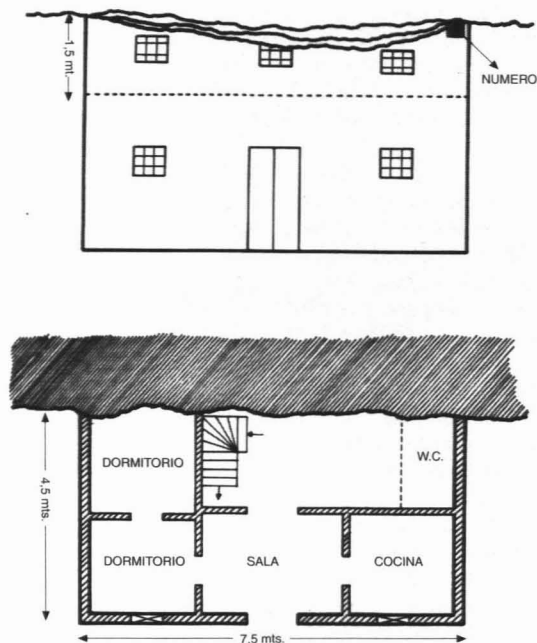 1,5 mt.
NUMERO
DORMITORIO
W.C.
4,5 mts.
DORMITORIO
SALA
COCINA
7,5 mts.